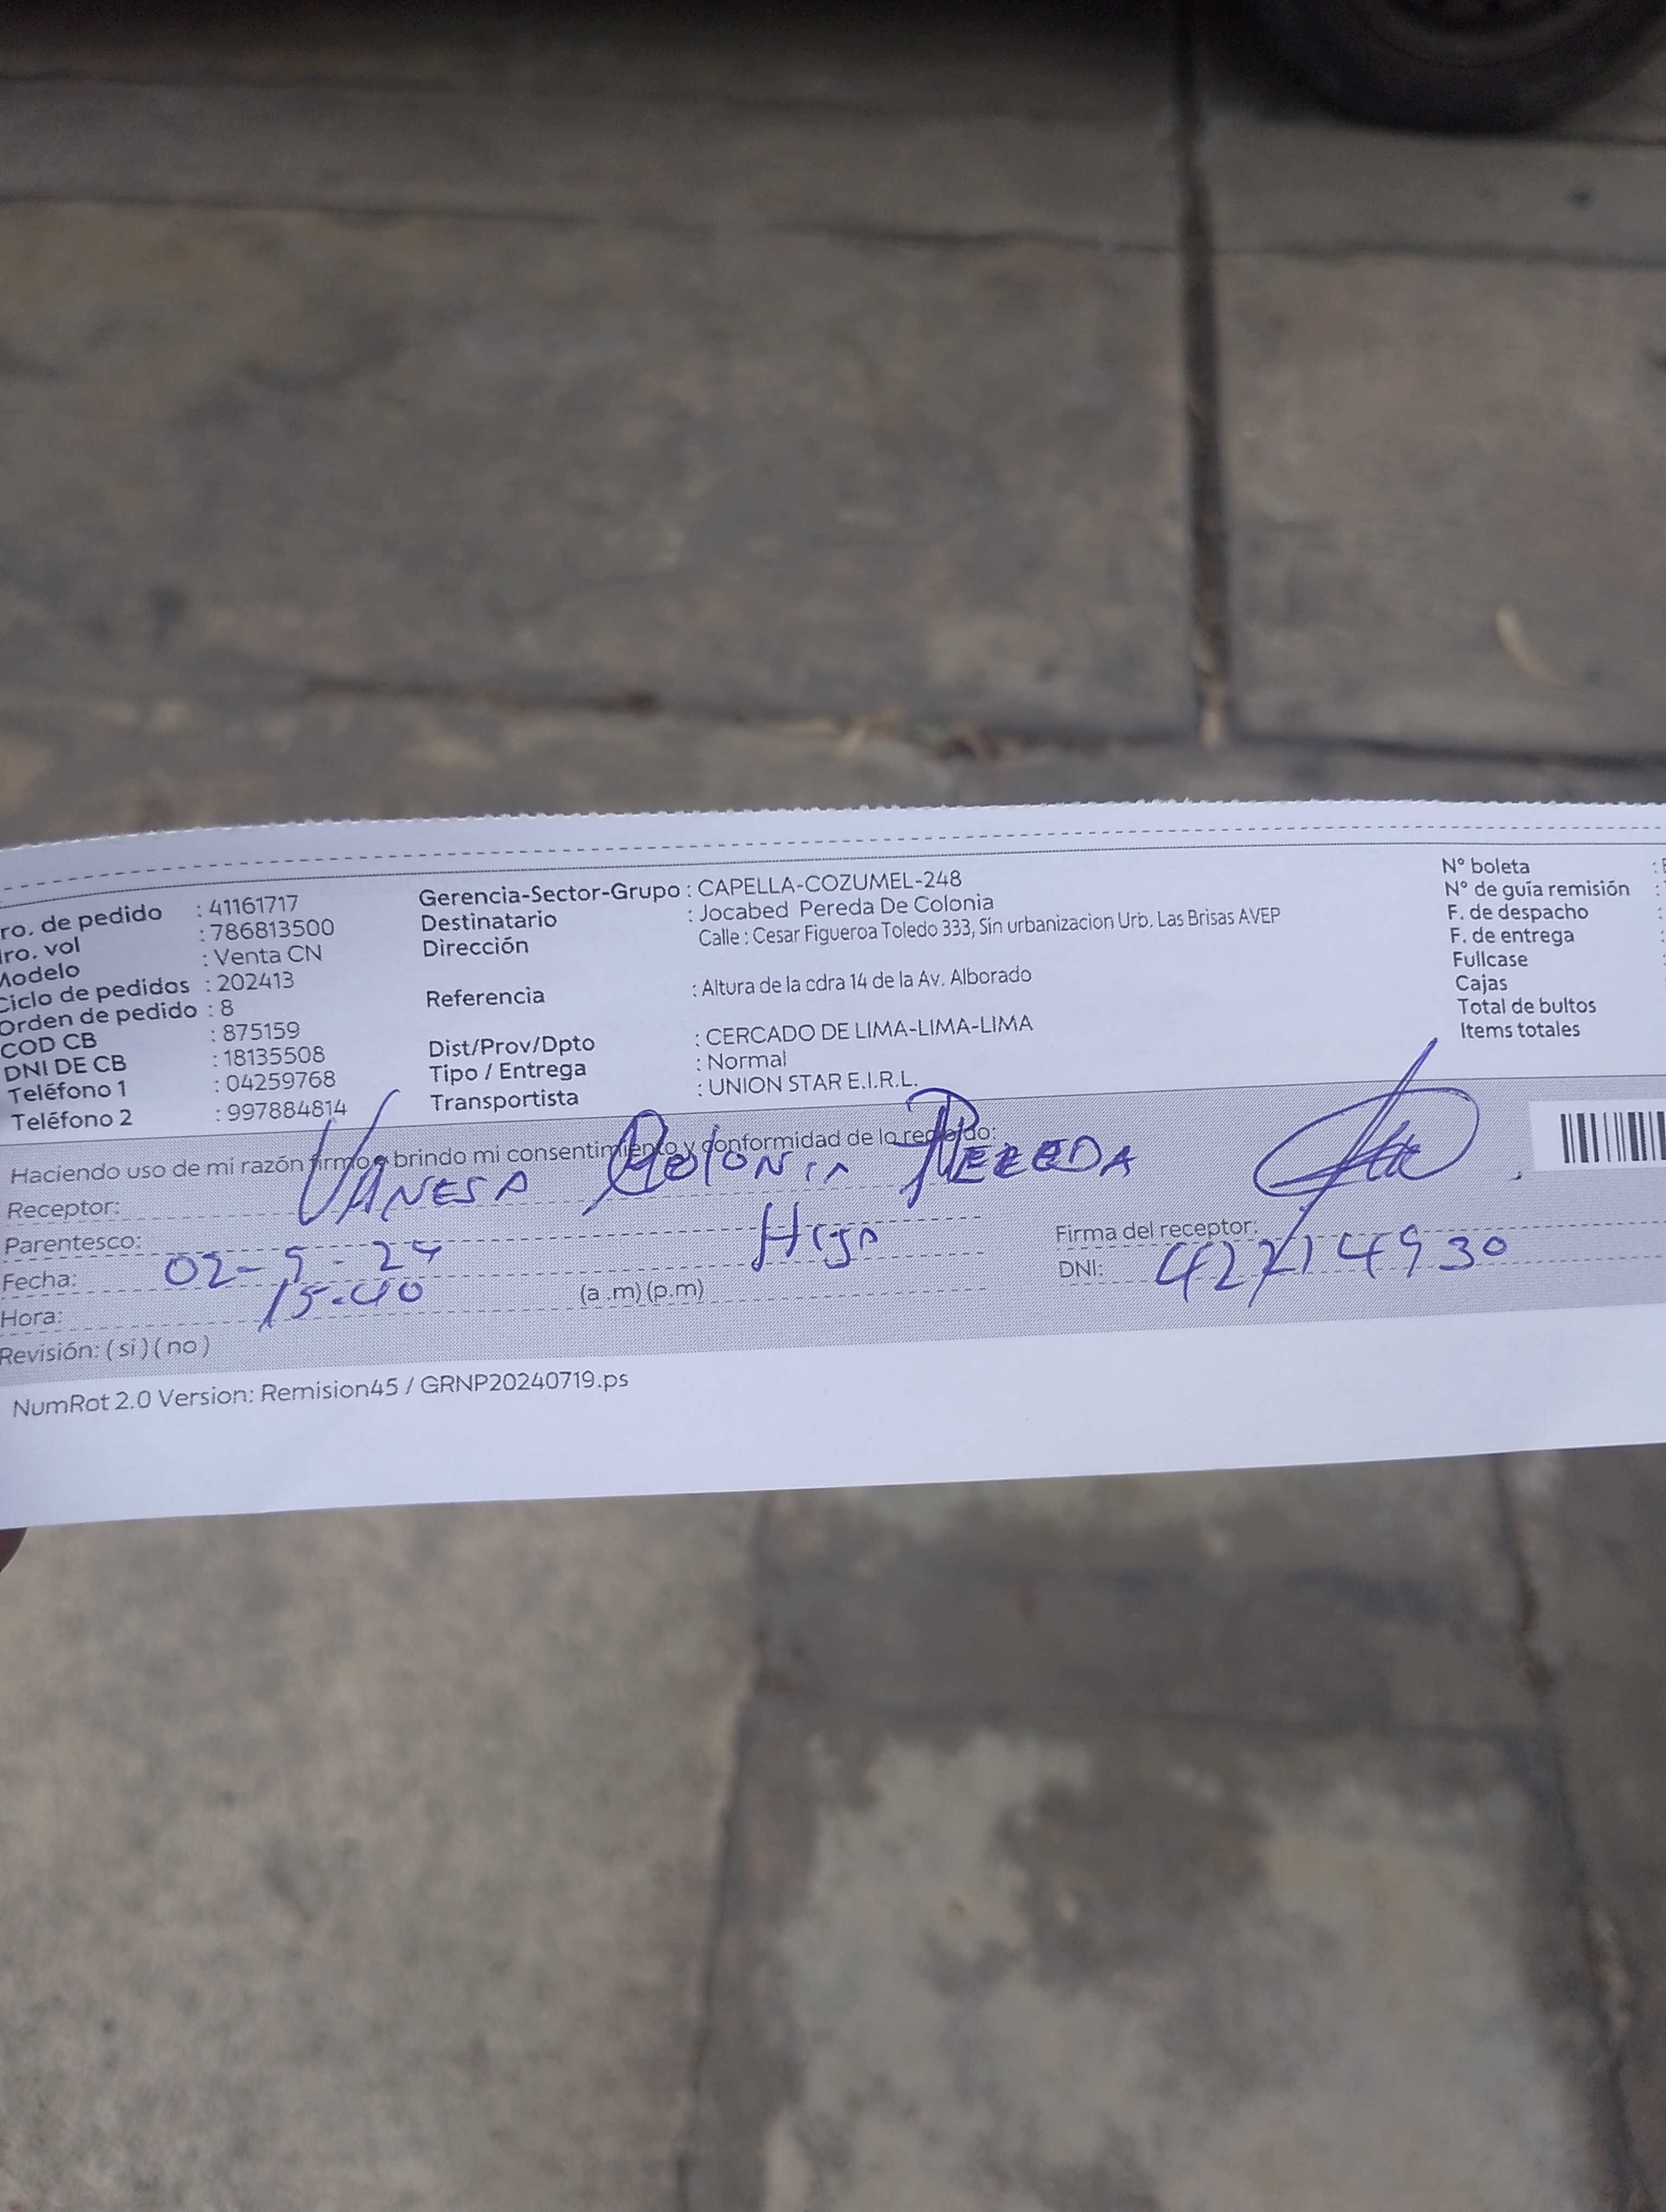 ro. de pedido : 41161717
ro. vol : 786813500
Modelo : Venta CN
Ciclo de pedidos : 202413
Orden de pedido : 8
COD CB : 875159
DNI DE CB : 18135508
Teléfono 1 : 04259768
Teléfono 2 : 997884814
Gerencia-Sector-Grupo : CAPELLA-COZUMEL-248
Destinatario : Jocabed Pereda De Colonia
Dirección Calle : Cesar Figueroa Toledo 333, Sin urbanizacion Urb. Las Brisas AVEP
Referencia : Altura de la cdra 14 de la Av. Alborado
Dist/Prov/Dpto : CERCADO DE LIMA-LIMA-LIMA
Tipo / Entrega : Normal
Transportista : UNION STAR E.I.R.L.
N° boleta :
N° de guía remisión :
F. de despacho :
F. de entrega :
Fullcase
Cajas
Total de bultos
Items totales
Haciendo uso de mi razón firmo y brindo mi consentimiento y conformidad de lo recibido:
Receptor: VANESA COLONIA PEREDA
Parentesco: Hija
Fecha: 02-9-24
Hora: 15:40 (a .m) (p.m)
Revisión: ( si ) ( no )
Firma del receptor:
DNI: 42214930
NumRot 2.0 Version: Remision45 / GRNP20240719.ps